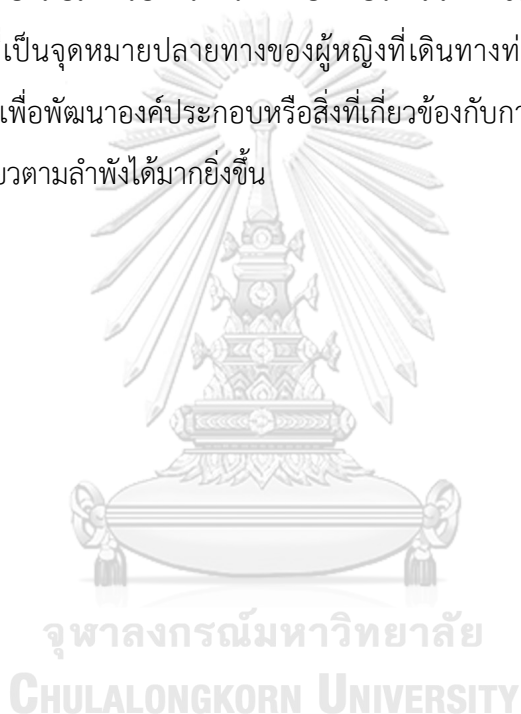 เป็นจุดหมายปลายทางของผู้หญิงที่เดินทางท่
เพื่อพัฒนาองค์ประกอบหรือสิ่งที่เกี่ยวข้องกับกา
ยวตามลำพังได้มากยิ่งขึ้น
จุฬาลงกรณ์มหาวิทยาลัย
CHULALONGKORN UNIVERSITY